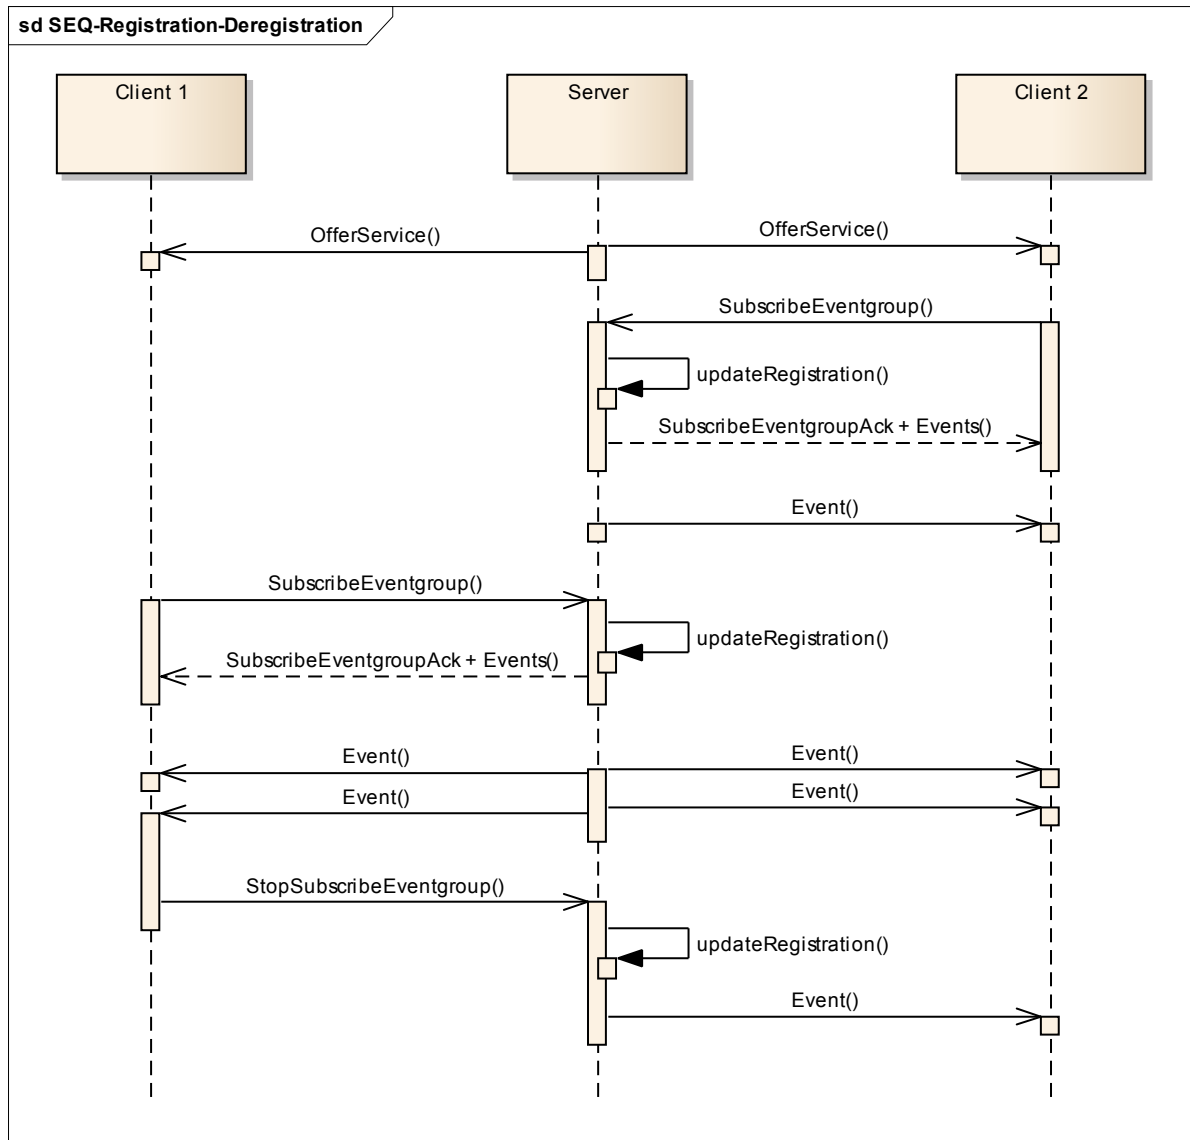 sd SEQ-Registration-Deregistration
Client 1
Server
Client 2
OfferService()
OfferService()
SubscribeEventgroup()
updateRegistration()
SubscribeEventgroupAck + Events()
Event()
SubscribeEventgroup()
updateRegistration()
SubscribeEventgroupAck + Events()
Event()
Event()
Event()
Event()
StopSubscribeEventgroup()
updateRegistration()
Event()